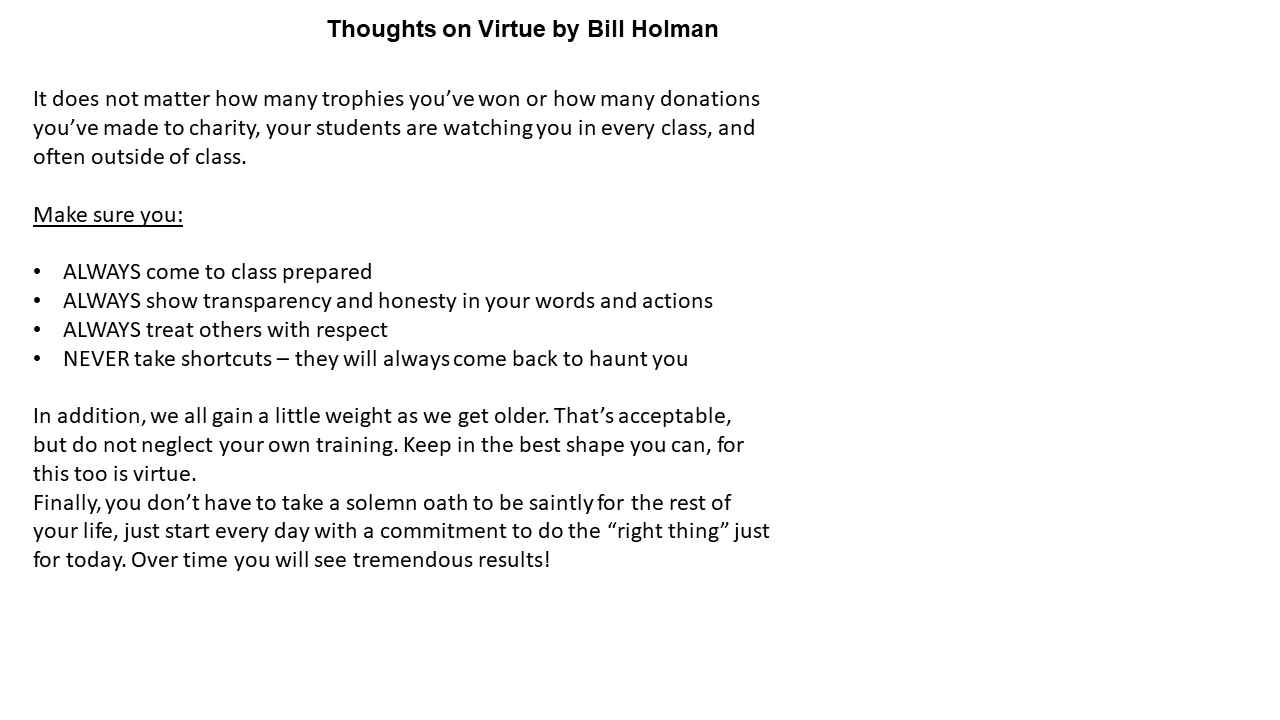 Thoughts on Virtue by Bill Holman
It does not matter how many trophies you’ve won or how many donations
you’ve made to charity, your students are watching you in every class, and
often outside of class.
Make sure you:
• ALWAYS come to class prepared
• ALWAYS show transparency and honesty in your words and actions
• ALWAYS treat others with respect
• NEVER take shortcuts – they will always come back to haunt you
In addition, we all gain a little weight as we get older. That’s acceptable,
but do not neglect your own training. Keep in the best shape you can, for
this too is virtue.
Finally, you don’t have to take a solemn oath to be saintly for the rest of
your life, just start every day with a commitment to do the “right thing” just
for today. Over time you will see tremendous results!